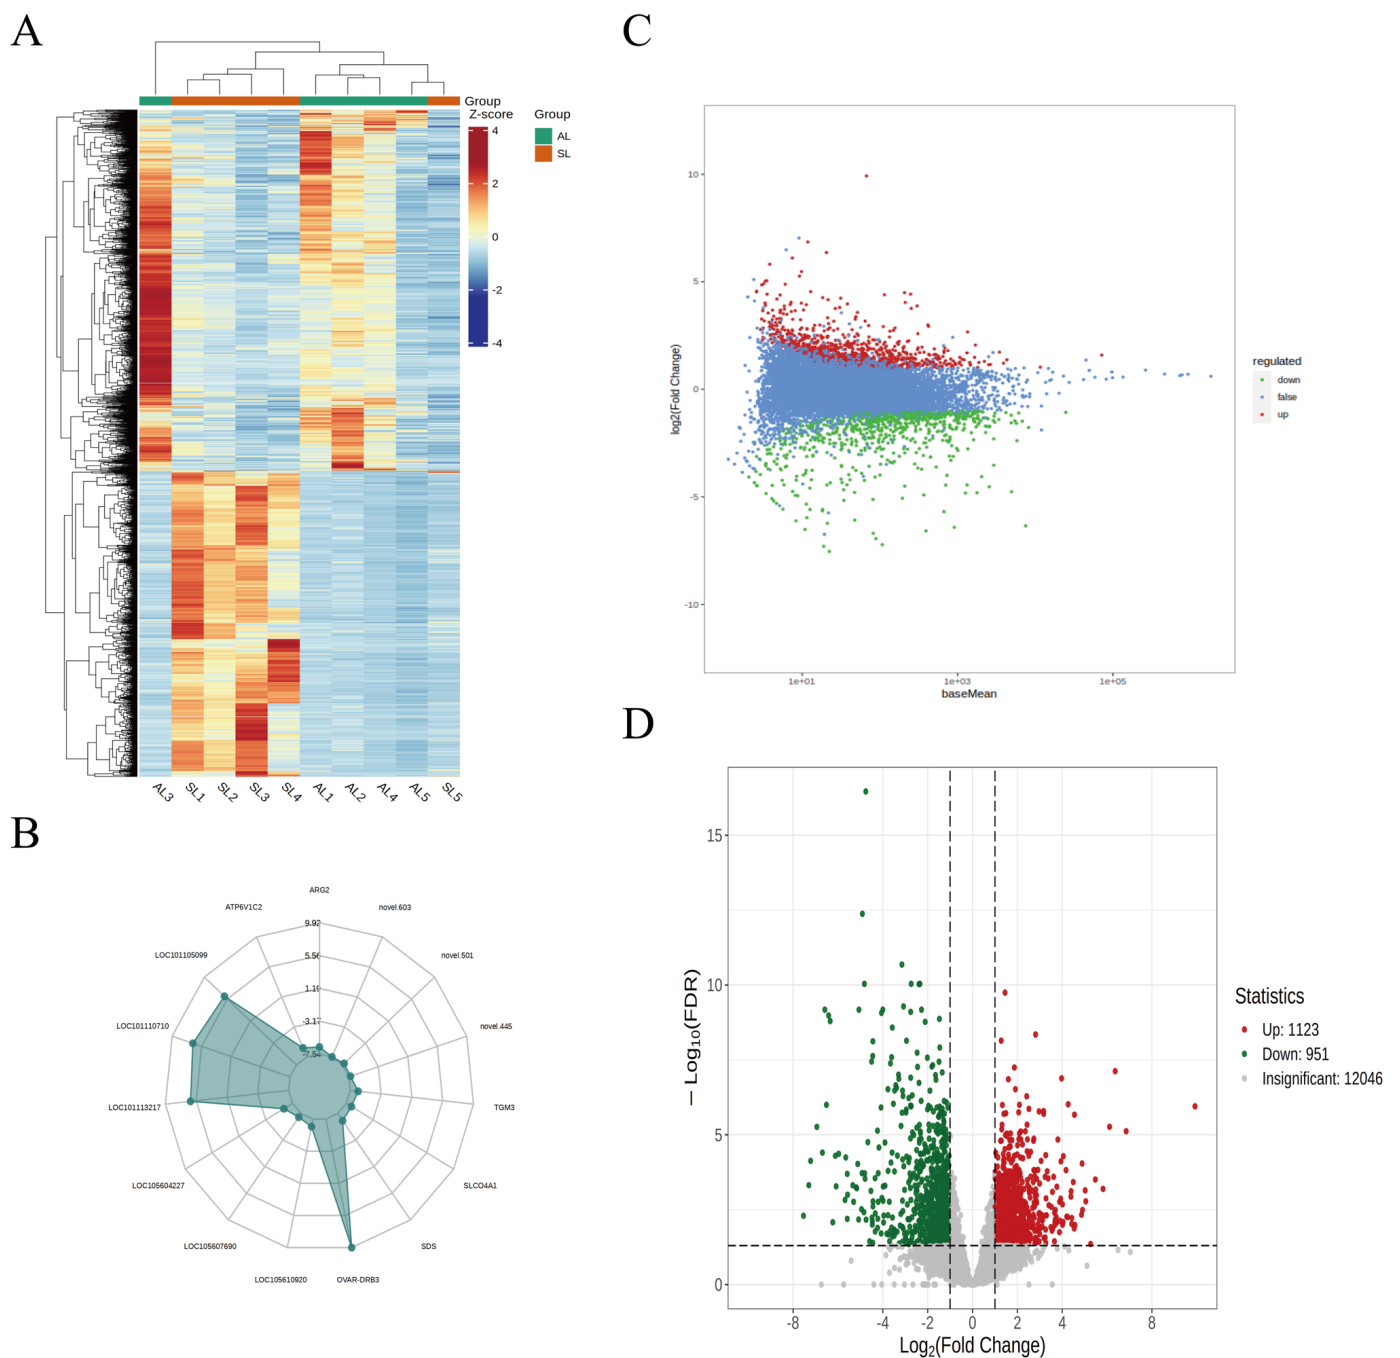 A
Group
Z-score
4
2
0
-2
-4
Group
AL
SL
AL3
SL1
SL2
SL3
SL4
AL1
AL2
AL4
AL5
SL5
B
ARG2
novel.603
novel.501
novel.445
TGM3
SLCO4A1
SDS
OVAR-DRB3
LOC105610920
LOC105607690
LOC105604227
LOC101113217
LOC101110710
LOC101105099
ATP6V1C2
9.92
5.56
1.19
-3.17
-7.54
C
log2(Fold Change)
10
5
0
-5
-10
1e+01
1e+03
1e+05
baseMean
regulated
down
false
up
D
— Log10(FDR)
15
10
5
0
-8
-4
-2
0
2
4
8
Log2(Fold Change)
Statistics
Up: 1123
Down: 951
Insignificant: 12046